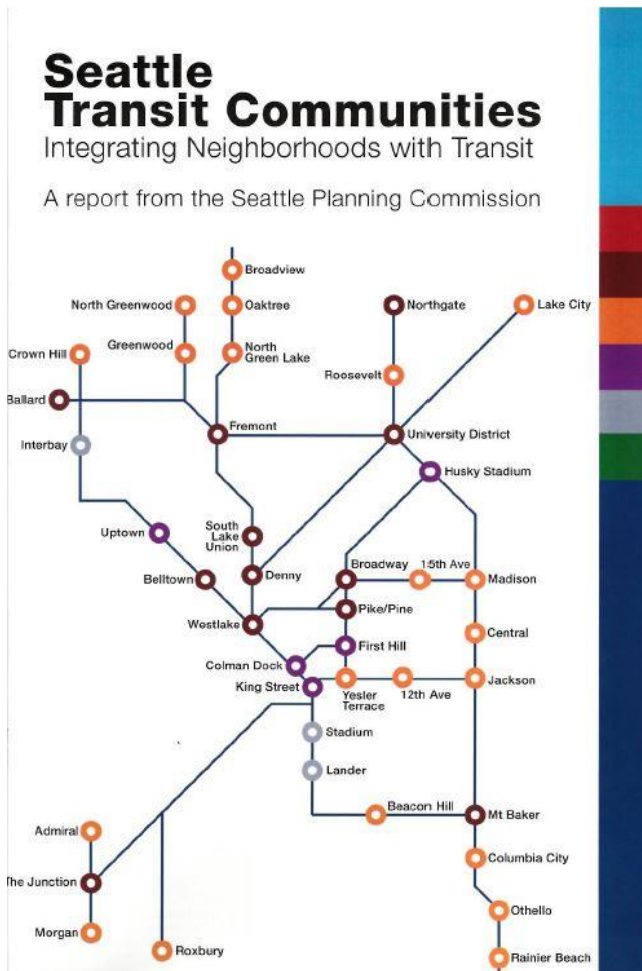 Seattle
Transit Communities
Integrating Neighborhoods with Transit
A report from the Seattle Planning Commission
Broadview
North Greenwood
Oaktree
Northgate
Lake City
Crown Hill
Greenwood
North
Green Lake
Roosevelt
Ballard
Fremont
University District
Interbay
Husky Stadium
Uptown
South
Lake
Union
Broadway
15th Ave
Belltown
Denny
Madison
Pike/Pine
Westlake
Central
First Hill
Colman Dock
King Street
Yesler
Terrace
12th Ave
Jackson
Stadium
Lander
Beacon Hill
Mt Baker
Admiral
Columbia City
The Junction
Othello
Morgan
Roxbury
Rainier Beach